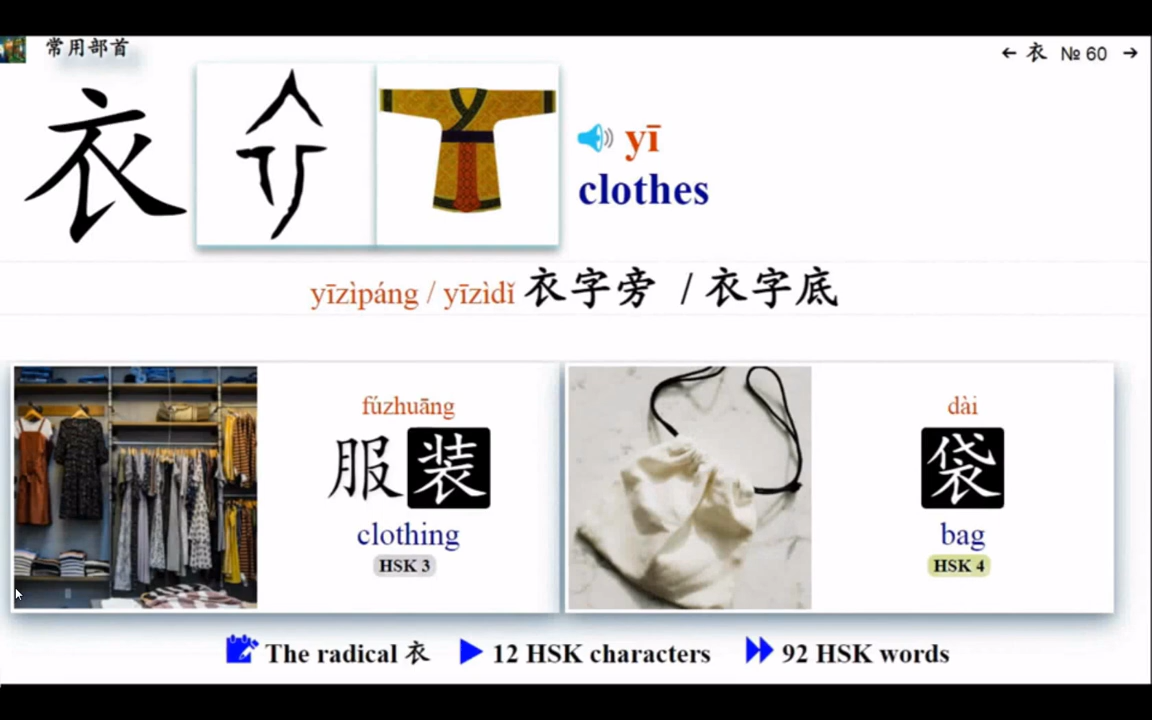 常用部首
← 衣 № 60 →
衣
yī
clothes
yīzìpáng / yīzìdǐ 衣字旁 / 衣字底
fúzhuāng
服装
clothing
HSK 3
dài
袋
bag
HSK 4
The radical 衣
12 HSK characters
92 HSK words